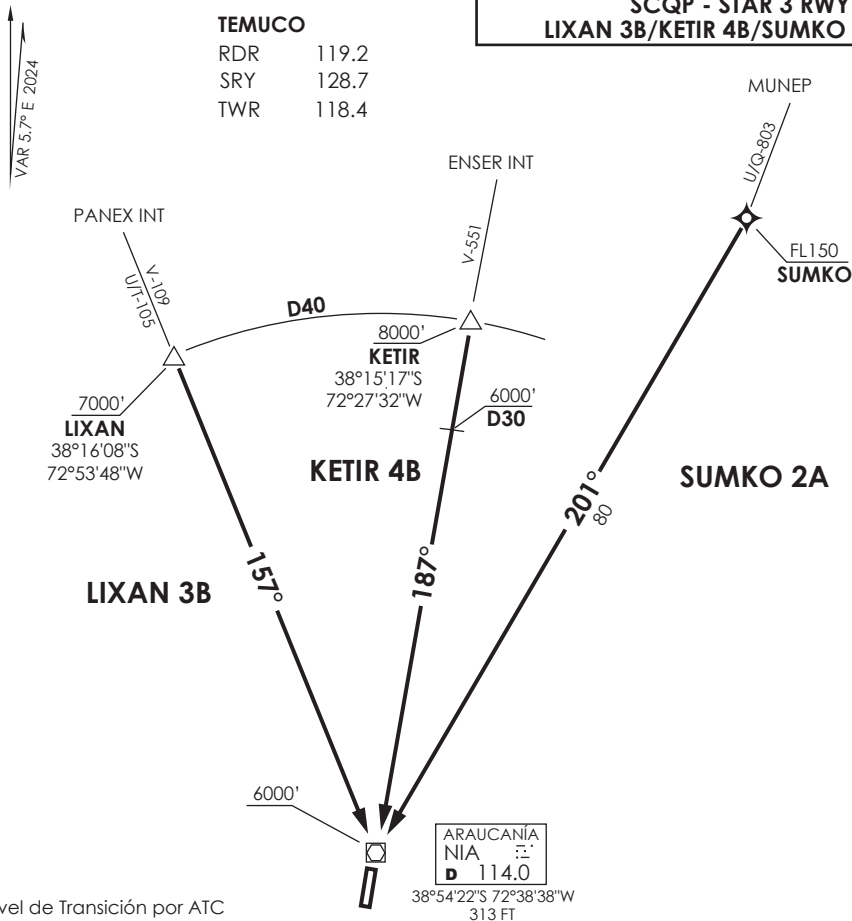 SCQP - STAR 3 RWY
LIXAN 3B/KETIR 4B/SUMKO
TEMUCO
RDR 119.2
SRY 128.7
TWR 118.4
VAR 5.7° E 2024
MUNEP
U/Q-803
ENSER INT
V-551
PANEX INT
V-109
U/T-105
FL150
SUMKO
D40
8000'
KETIR
38°15'17"S
72°27'32"W
7000'
LIXAN
38°16'08"S
72°53'48"W
6000'
D30
KETIR 4B
SUMKO 2A
201°
80
LIXAN 3B
157°
187°
6000'
ARAUCANÍA
NIA
D 114.0
38°54'22"S 72°38'38"W
313 FT
vel de Transición por ATC